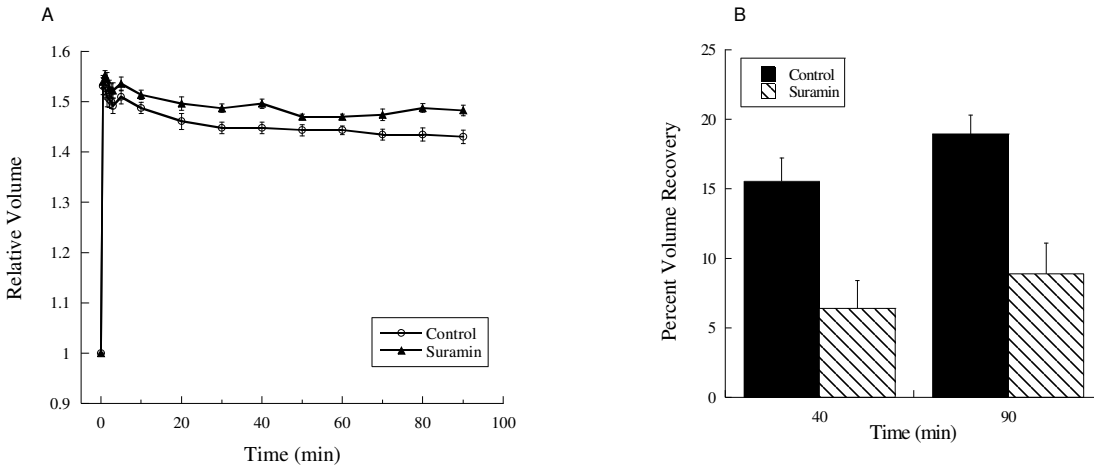 A
1.6
1.5
1.4
1.3
1.2
1.1
1
0.9
Relative Volume
Control
Suramin
0
20
40
60
80
100
Time (min)
B
25
20
15
10
5
0
Percent Volume Recovery
Control
Suramin
40
90
Time (min)